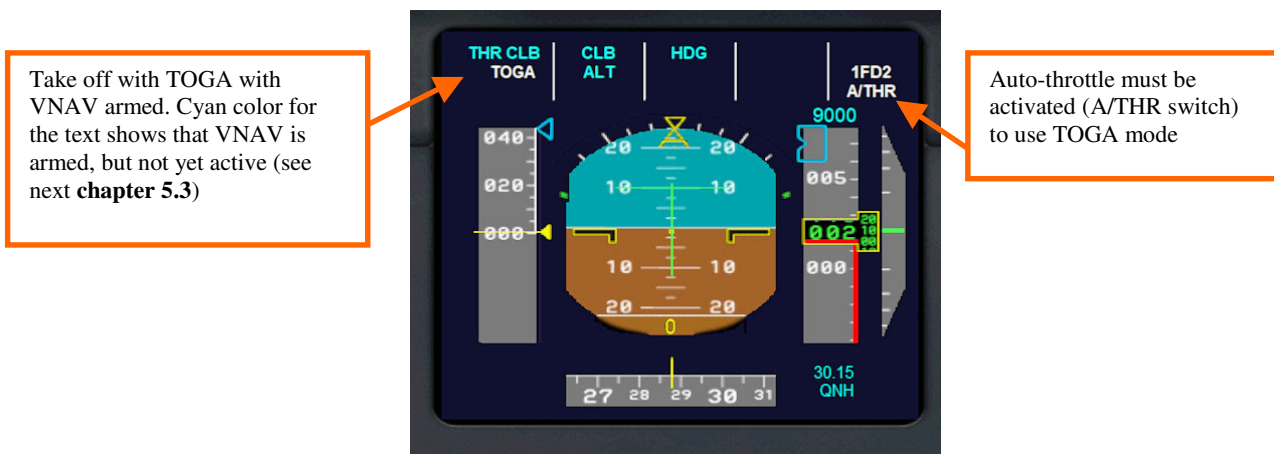 Take off with TOGA with
VNAV armed. Cyan color for
the text shows that VNAV is
armed, but not yet active (see
next chapter 5.3)
THR CLB CLB HDG
TOGA ALT 1FD2
A/THR
9000
040
020
000
20 20
10 10
10 10
20 20
0
005
002
20
10
00
000
27 28 29 30 31
30.15
QNH
Auto-throttle must be
activated (A/THR switch)
to use TOGA mode